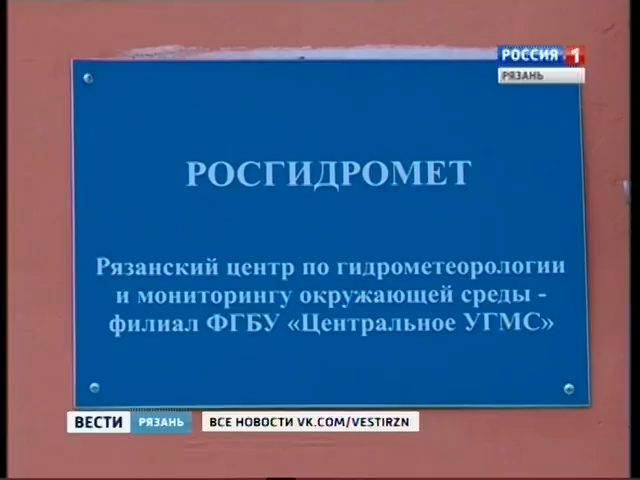 РОССИЯ 1
РЯЗАНЬ
РОСГИДРОМЕТ
Рязанский центр по гидрометеорологии
и мониторингу окружающей среды -
филиал ФГБУ «Центральное УГМС»
ВЕСТИ РЯЗАНЬ ВСЕ НОВОСТИ VK.COM/VESTIRZN